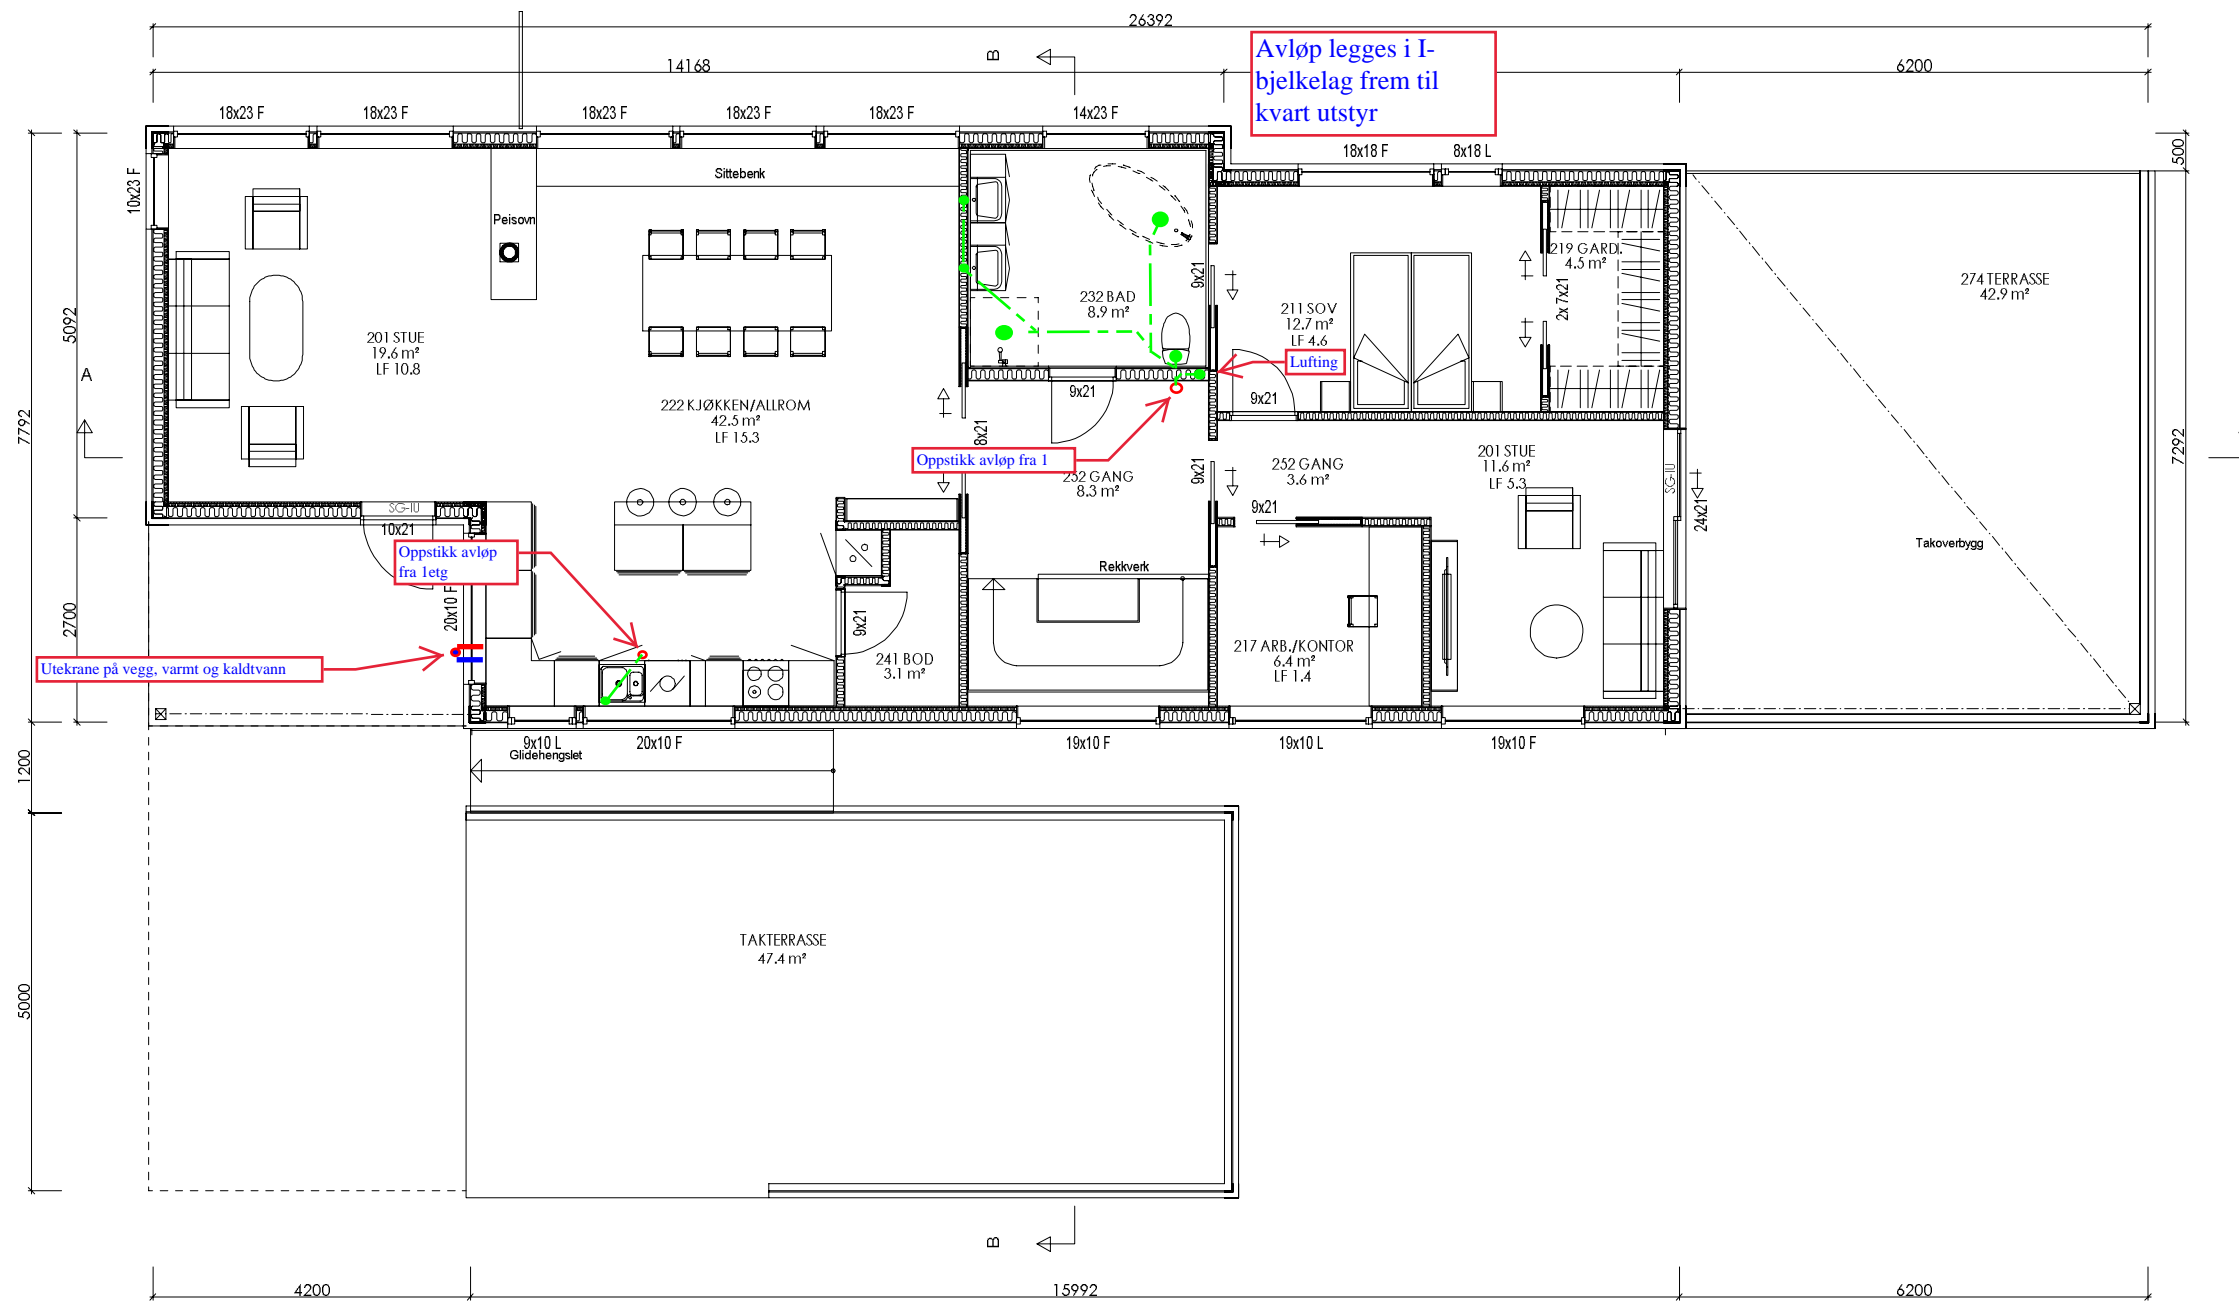 26392
B
14168
6200
Avløp legges i I-
bjelkelag frem til
kvart utstyr
18x23 F
18x23 F
18x23 F
18x23 F
18x23 F
14x23 F
18x18 F
8x18 L
500
10x23 F
Sittebenk
Peisovn
219 GARD.
4.5 m²
9x21
2x 7x21
274 TERRASSE
42.9 m²
232 BAD
8.9 m²
211 SOV
12.7 m²
LF 4.6
5092
201 STUE
19.6 m²
LF 10.8
Lufting
A
9x21
9x21
222 KJØKKEN/ALLROM
42.5 m²
LF 15.3
7792
8x21
7292
Oppstikk avløp fra 1
252 GANG
8.3 m²
9x21
252 GANG
3.6 m²
201 STUE
11.6 m²
LF 5.3
SG-IU
SG-IU
10x21
9x21
24x21
Oppstikk avløp
fra 1etg
Takoverbygg
Rekkverk
20x10 F
2700
9x21
217 ARB./KONTOR
6.4 m²
LF 1.4
241 BOD
3.1 m²
Utekrane på vegg, varmt og kaldtvann
9x10 L
20x10 F
19x10 F
19x10 L
19x10 F
Glidehengslet
1200
TAKTERRASSE
47.4 m²
5000
B
4200
15992
6200